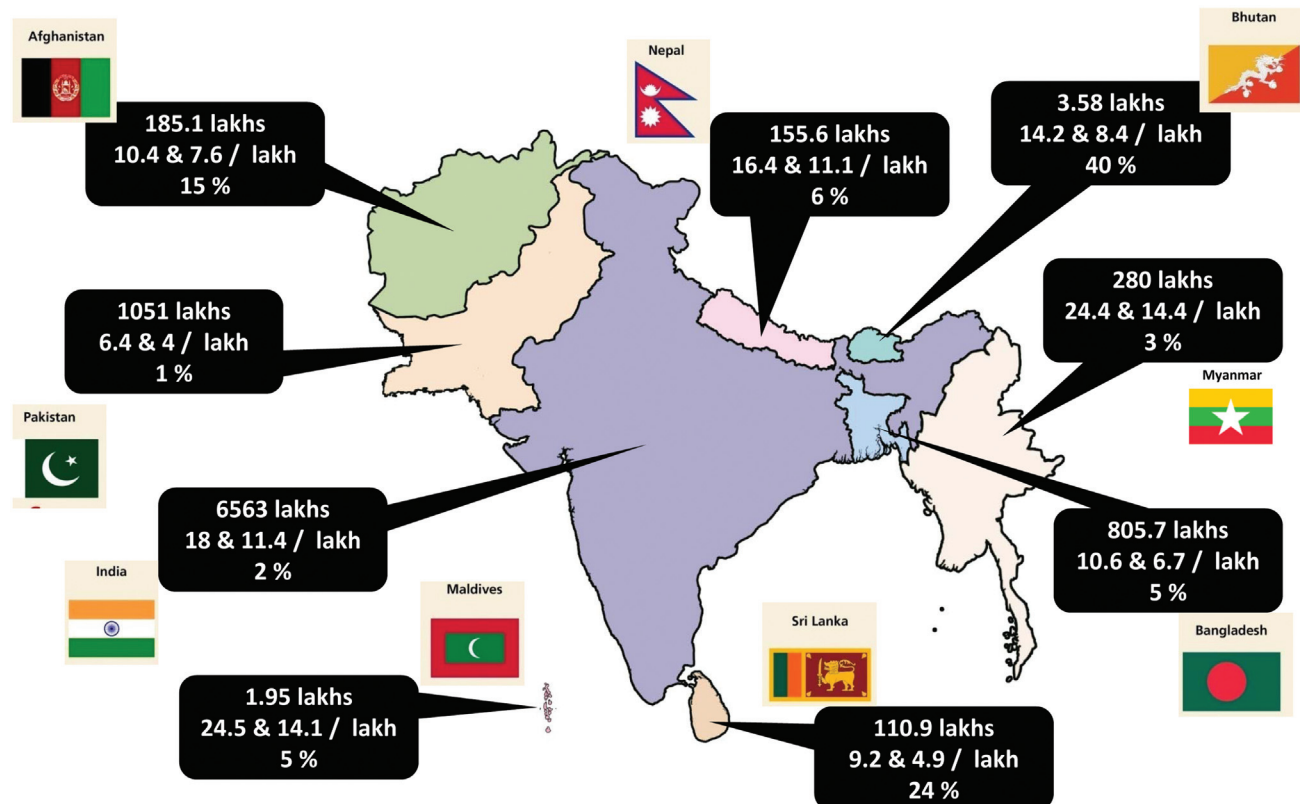 Afghanistan
185.1 lakhs
10.4 & 7.6 / lakh
15 %
Nepal
155.6 lakhs
16.4 & 11.1 / lakh
6 %
Bhutan
3.58 lakhs
14.2 & 8.4 / lakh
40 %
1051 lakhs
6.4 & 4 / lakh
1 %
Pakistan
280 lakhs
24.4 & 14.4 / lakh
3 %
Myanmar
6563 lakhs
18 & 11.4 / lakh
2 %
India
805.7 lakhs
10.6 & 6.7 / lakh
5 %
Bangladesh
Maldives
1.95 lakhs
24.5 & 14.1 / lakh
5 %
Sri Lanka
110.9 lakhs
9.2 & 4.9 / lakh
24 %